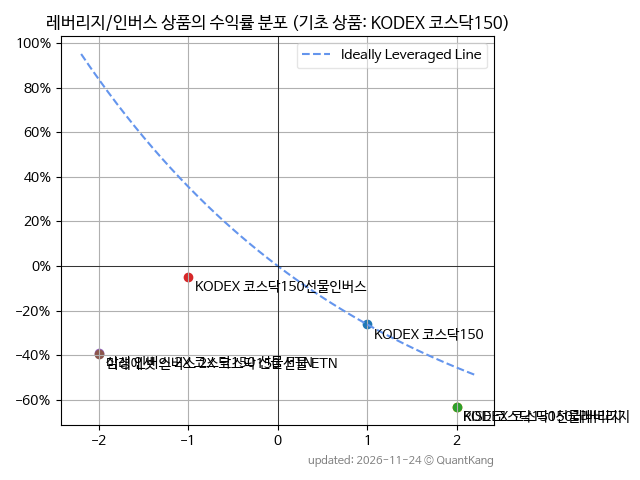 레버리지/인버스 상품의 수익률 분포 (기초 상품: KODEX 코스닥150)
100%
80%
60%
40%
20%
0%
−20%
−40%
−60%
Ideally Leveraged Line
KODEX 코스닥150선물인버스
KODEX 코스닥150
−2
−1
0
1
2
updated: 2026-11-24 © QuantKang